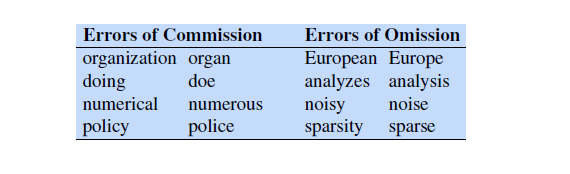 Errors of Commission Errors of Omission
organization organ European Europe
doing doe analyzes analysis
numerical numerous noisy noise
policy police sparsity sparse